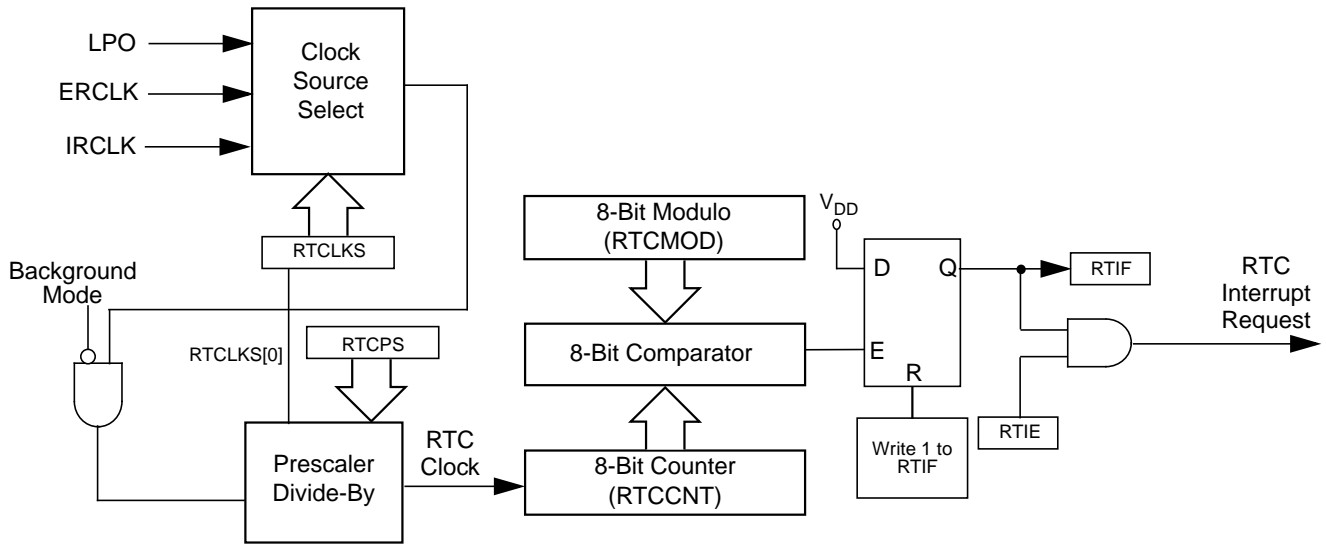 LPO
ERCLK
IRCLK
Clock
Source
Select
RTCLKS
Background
Mode
RTCLKS[0]
RTCPS
Prescaler
Divide-By
RTC
Clock
8-Bit Modulo
(RTCMOD)
8-Bit Comparator
8-Bit Counter
(RTCCNT)
VDD
D
Q
E
R
Write 1 to
RTIF
RTIF
RTIE
RTC
Interrupt
Request